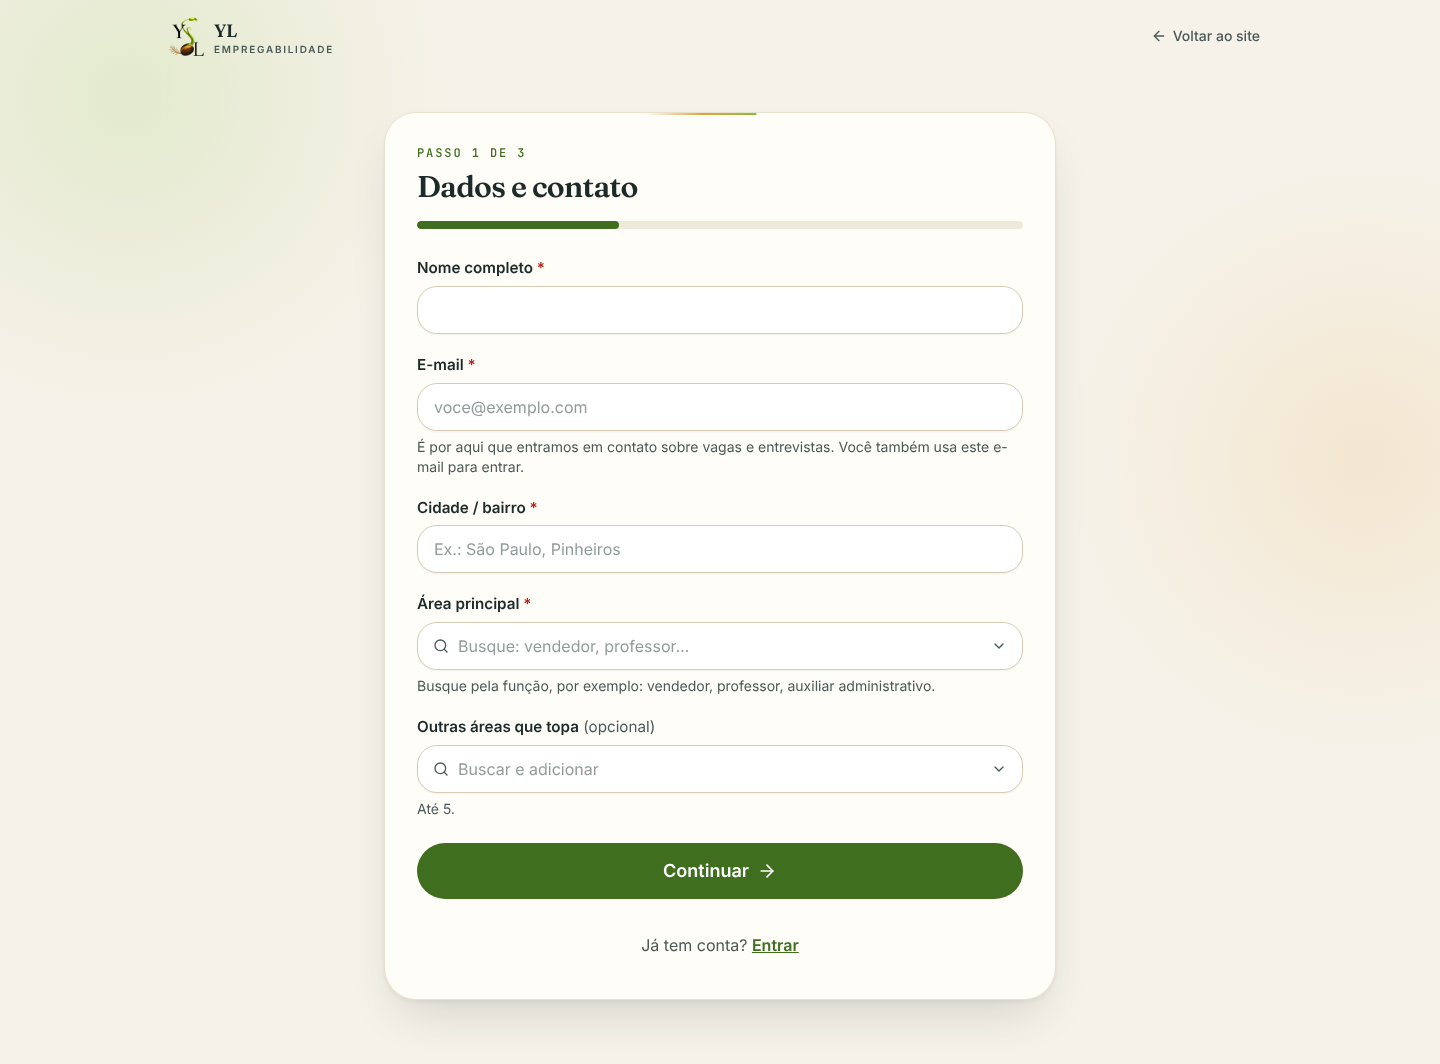 YSL
YL
EMPREGABILIDADE
Voltar ao site
PASSO 1 DE 3
Dados e contato
Nome completo *
E-mail *
voce@exemplo.com
É por aqui que entramos em contato sobre vagas e entrevistas. Você também usa este e-
mail para entrar.
Cidade / bairro *
Ex.: São Paulo, Pinheiros
Área principal *
Busque: vendedor, professor...
Busque pela função, por exemplo: vendedor, professor, auxiliar administrativo.
Outras áreas que topa (opcional)
Buscar e adicionar
Até 5.
Continuar
Já tem conta? Entrar